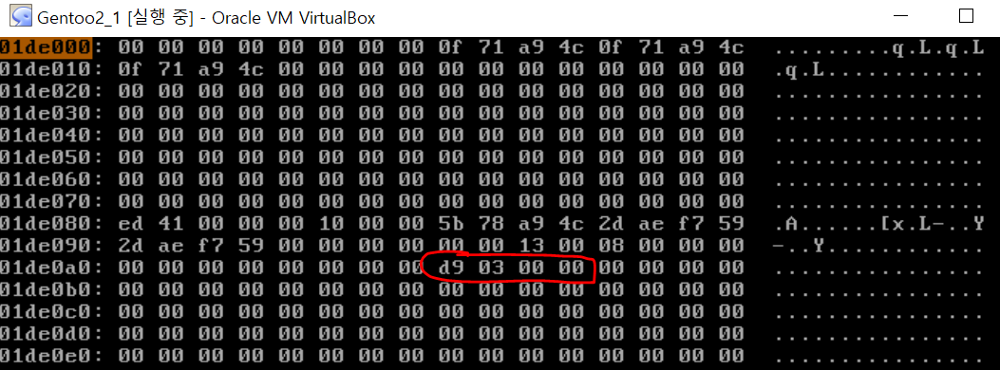 Gentoo2_1 [실행 중] - Oracle VM VirtualBox
01de000: 00 00 00 00 00 00 00 00 0f 71 a9 4c 0f 71 a9 4c .........q.L.q.L
01de010: 0f 71 a9 4c 00 00 00 00 00 00 00 00 00 00 00 00 .q.L............
01de020: 00 00 00 00 00 00 00 00 00 00 00 00 00 00 00 00 ................
01de030: 00 00 00 00 00 00 00 00 00 00 00 00 00 00 00 00 ................
01de040: 00 00 00 00 00 00 00 00 00 00 00 00 00 00 00 00 ................
01de050: 00 00 00 00 00 00 00 00 00 00 00 00 00 00 00 00 ................
01de060: 00 00 00 00 00 00 00 00 00 00 00 00 00 00 00 00 ................
01de070: 00 00 00 00 00 00 00 00 00 00 00 00 00 00 00 00 ................
01de080: ed 41 00 00 00 10 00 00 5b 78 a9 4c 2d ae f7 59 .A......[x.L-..Y
01de090: 2d ae f7 59 00 00 00 00 00 00 13 00 08 00 00 00 -..Y............
01de0a0: 00 00 00 00 00 00 00 00 d9 03 00 00 00 00 00 00 ................
01de0b0: 00 00 00 00 00 00 00 00 00 00 00 00 00 00 00 00 ................
01de0c0: 00 00 00 00 00 00 00 00 00 00 00 00 00 00 00 00 ................
01de0d0: 00 00 00 00 00 00 00 00 00 00 00 00 00 00 00 00 ................
01de0e0: 00 00 00 00 00 00 00 00 00 00 00 00 00 00 00 00 ................